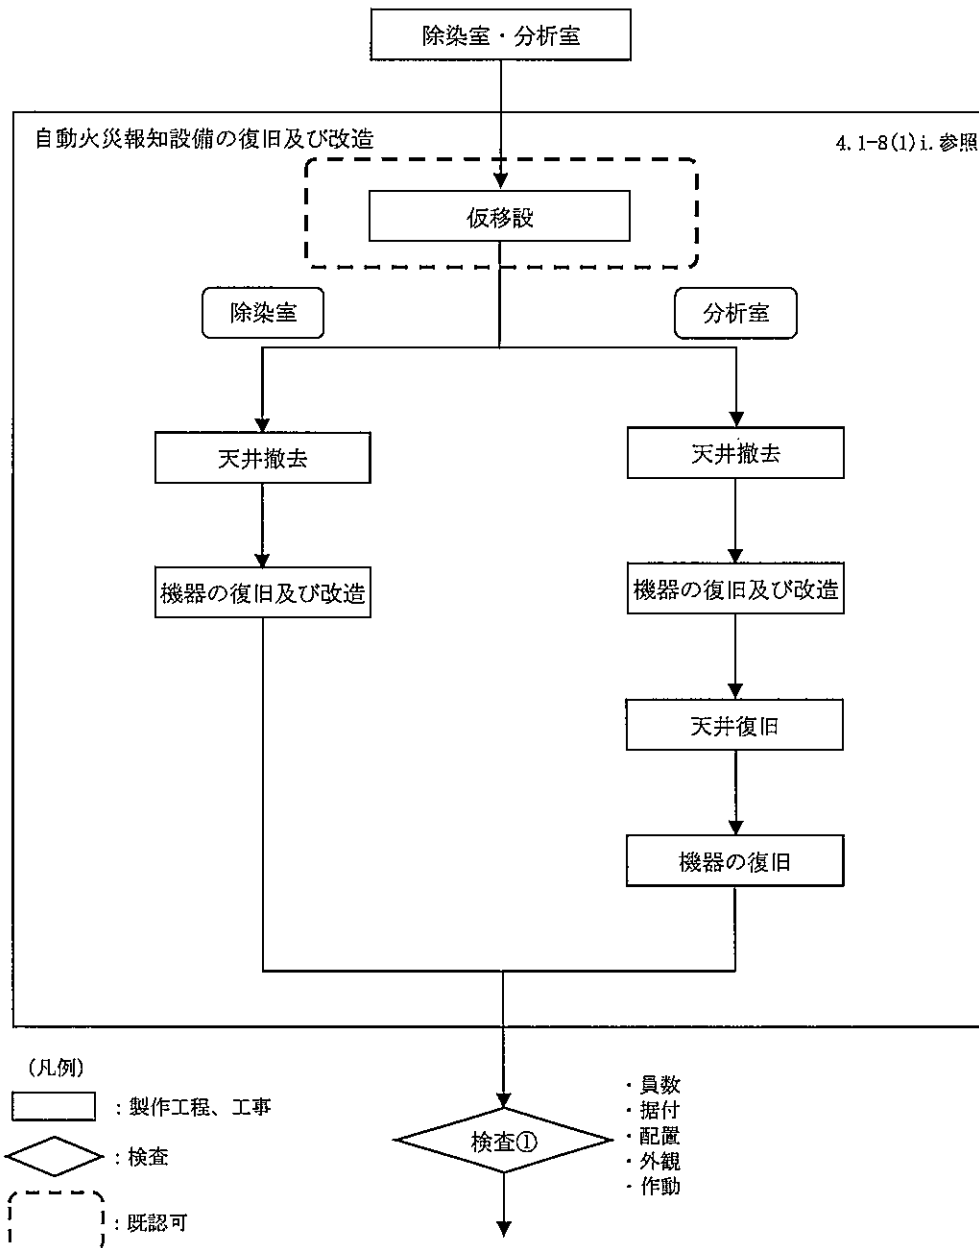 除染室・分析室
自動火災報知設備の復旧及び改造
4.1-8(1)i.参照
仮移設
除染室
分析室
天井撤去
天井撤去
機器の復旧及び改造
機器の復旧及び改造
天井復旧
機器の復旧
(凡例)
:製作工程、工事
:検査
:既認可
検査①
・員数
・据付
・配置
・外観
・作動